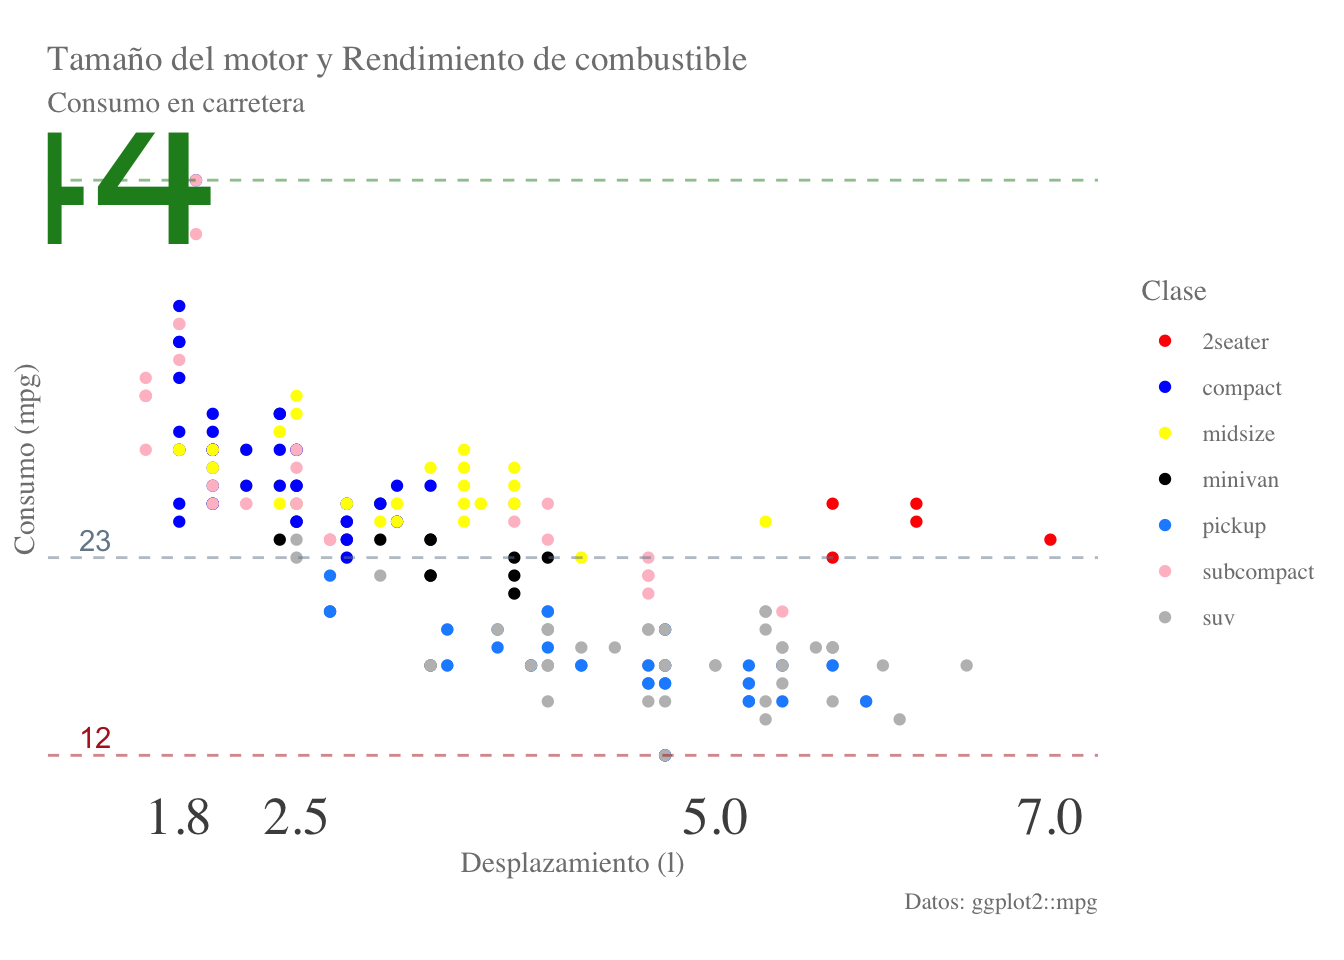 Tamaño del motor y Rendimiento de combustible
Consumo en carretera
44
Consumo (mpg)
23
12
1.8 2.5 5.0 7.0
Desplazamiento (l)
Datos: ggplot2::mpg
Clase
2seater
compact
midsize
minivan
pickup
subcompact
suv